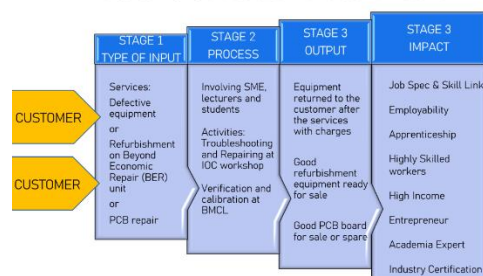 CUSTOMER
CUSTOMER
STAGE 1
TYPE OF INPUT
Services:
Defective
equipment
or
Refurbishment
on Beyond
Economic
Repair (BER)
unit
or
PCB repair
STAGE 2
PROCESS
Involving SME,
lecturers and
students
Activities:
Troubleshooting
and Repairing at
IOC workshop
Verification and
calibration at
BMCL
STAGE 3
OUTPUT
Equipment
returned to the
customer after
the services
with charges
Good
refurbishment
equipment ready
for sale
Good PCB board
for sale or spare
STAGE 3
IMPACT
Job Spec & Skill Link
Employability
Apprenticeship
Highly Skilled
workers
High Income
Entrepreneur
Academia Expert
Industry Certification